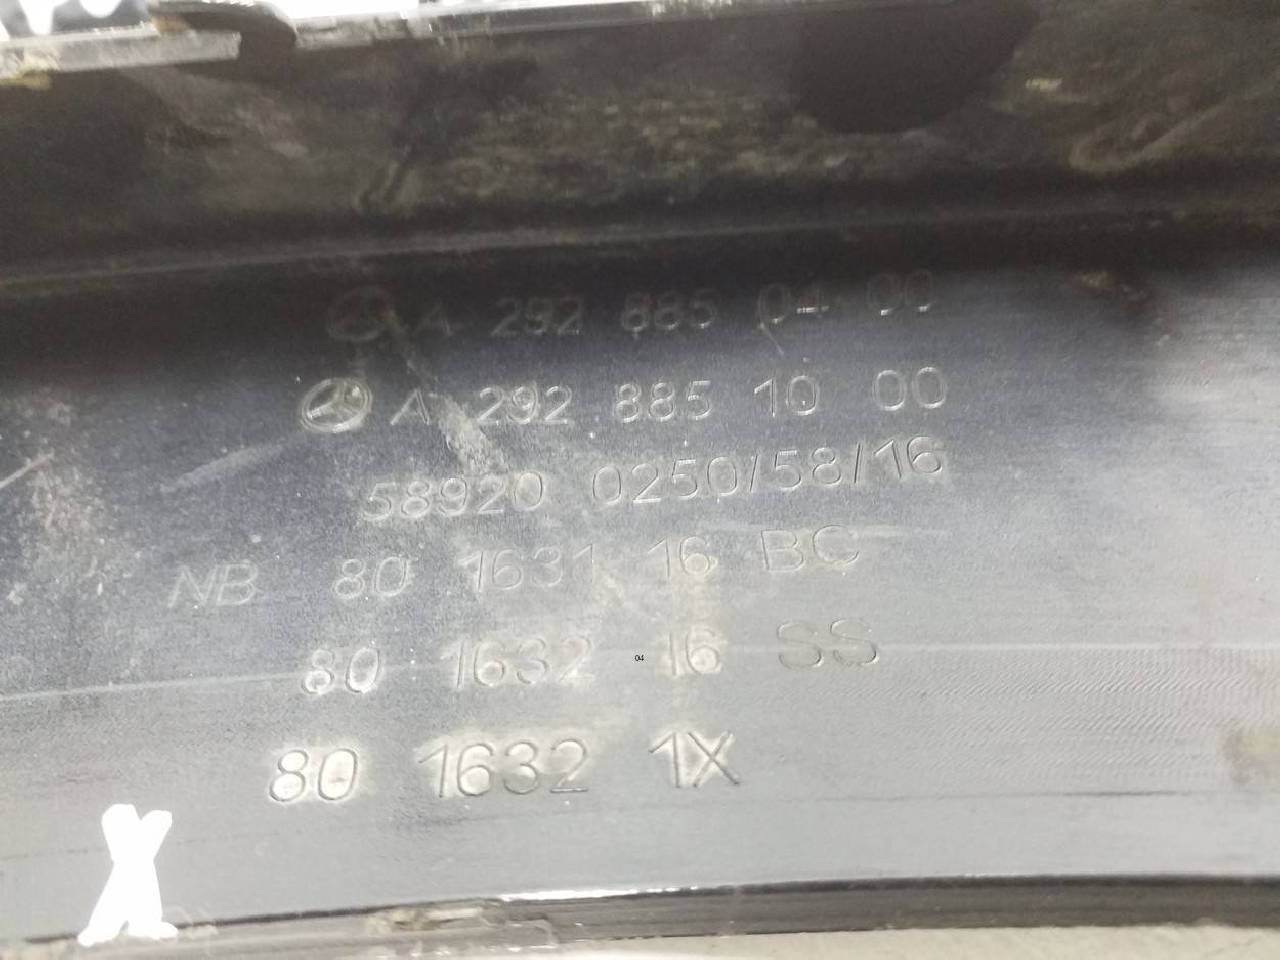 A 292 885 04 00
A 292 885 10 00
58920 0250/58/16
NB 80 1631 16 BC
80 1632 16 SS
80 1632 1X